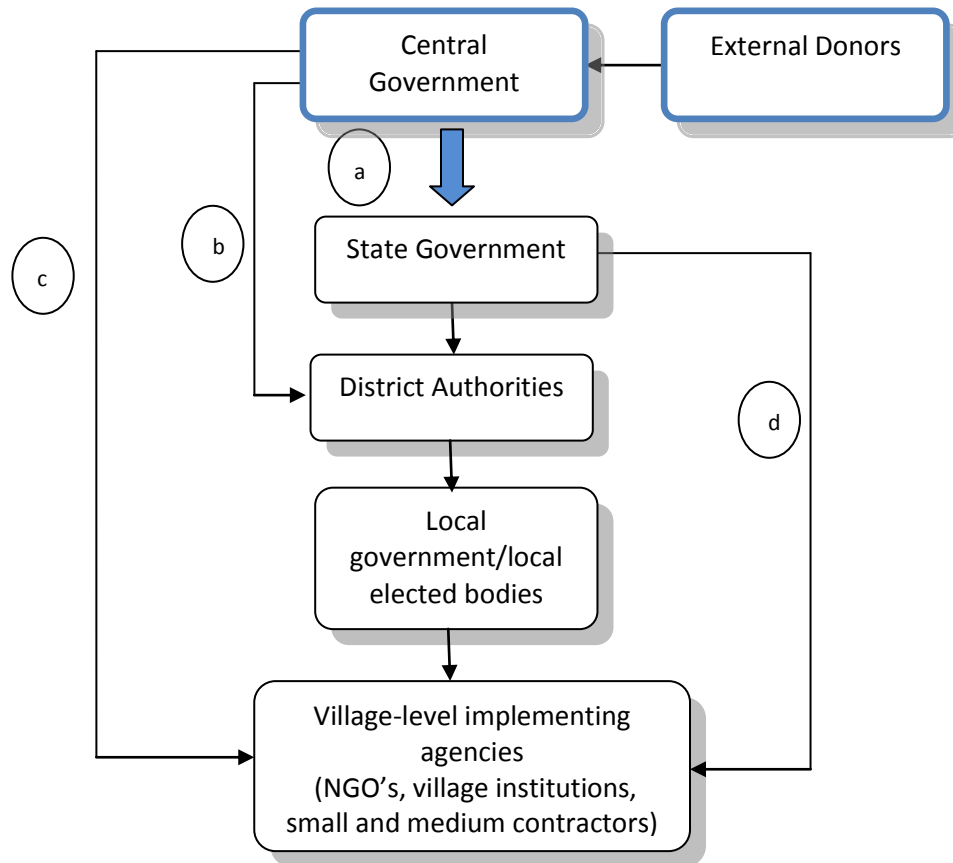 Central
Government
External Donors
a
State Government
b
c
District Authorities
d
Local
government/local
elected bodies
Village-level implementing
agencies
(NGO’s, village institutions,
small and medium contractors)